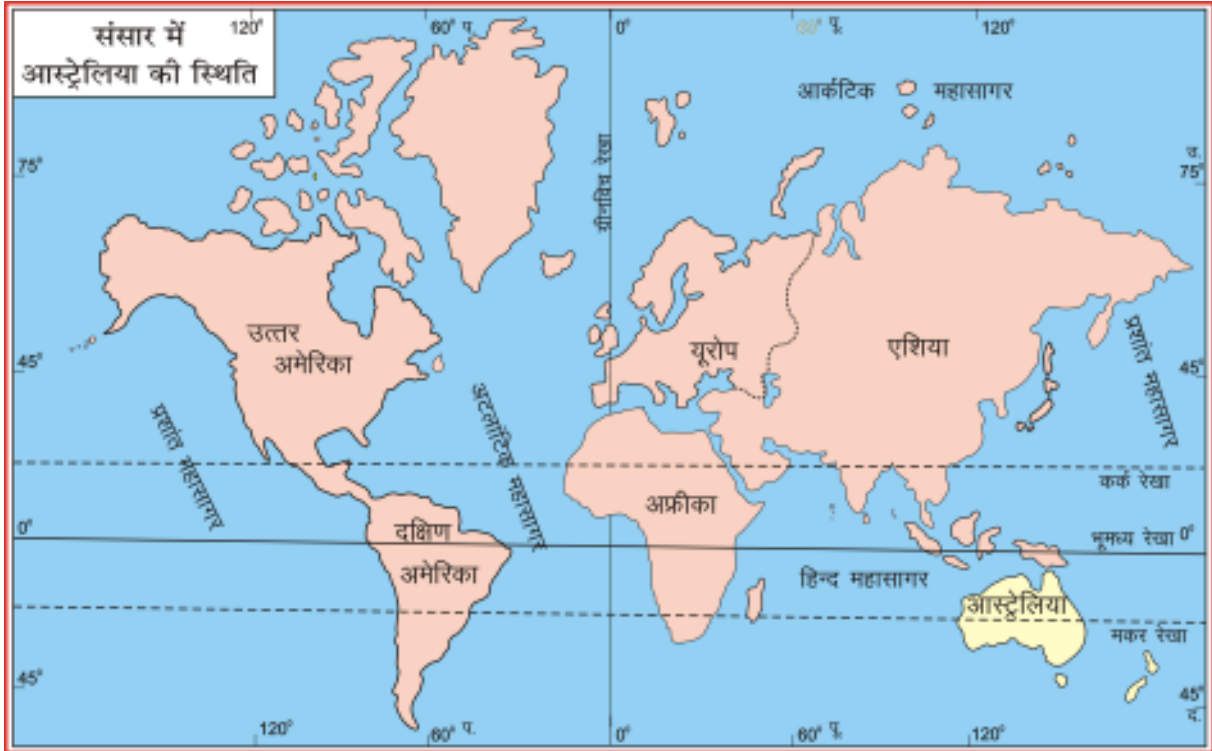 संसार में
आस्ट्रेलिया की स्थिति
120°
60° प.
0°
60° पू.
120°
आर्कटिक महासागर
75°
उ.
75°
ग्रीनविच रेखा
उत्तर
अमेरिका
यूरोप
एशिया
45°
45°
प्रशांत महासागर
अटलांटिक महासागर
प्रशांत महासागर
कर्क रेखा
अफ्रीका
दक्षिण
अमेरिका
0°
भूमध्य रेखा 0°
हिन्द महासागर
आस्ट्रेलिया
मकर रेखा
45°
45°
द.
120°
60° प.
0°
60° पू.
120°